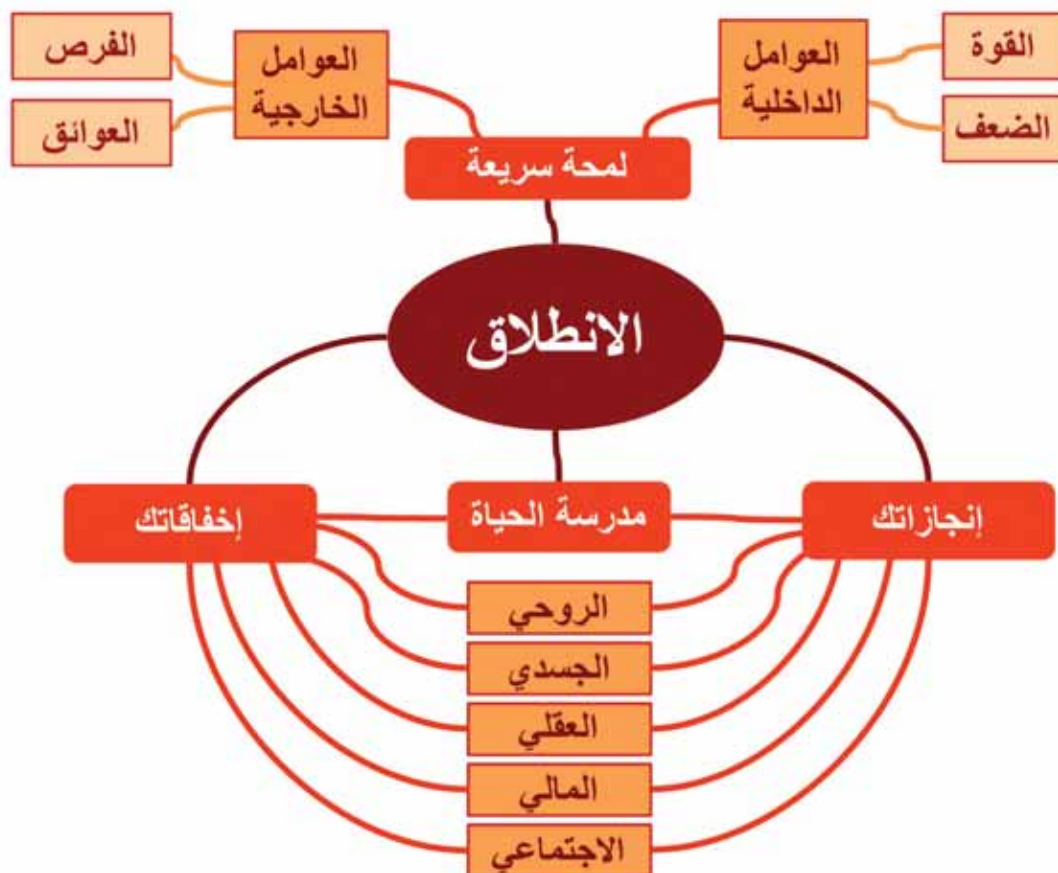 القوة
الضعف
العوامل
الداخلية
العوامل
الخارجية
الفرص
العوائق
لمحة سريعة
الانطلاق
إنجازاتك
مدرسة الحياة
إخفاقاتك
الروحي
الجسدي
العقلي
المالي
الاجتماعي